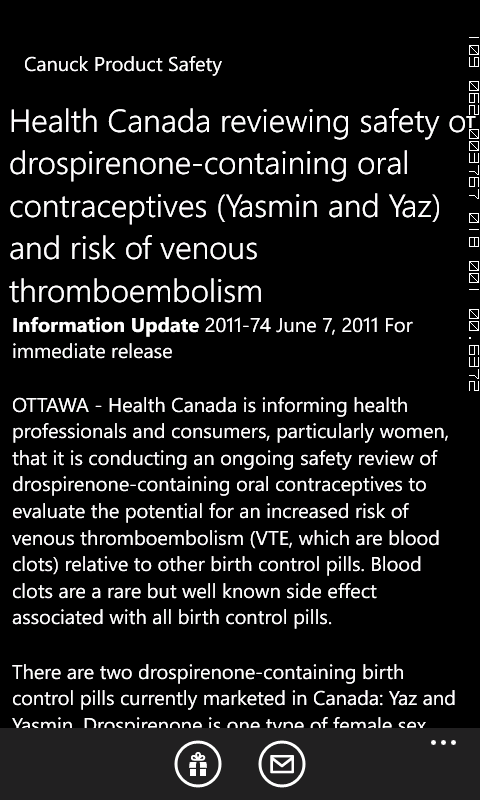 Canuck Product Safety
Health Canada reviewing safety of
drospirenone-containing oral
contraceptives (Yasmin and Yaz)
and risk of venous
thromboembolism
Information Update 2011-74 June 7, 2011 For
immediate release
OTTAWA - Health Canada is informing health
professionals and consumers, particularly women,
that it is conducting an ongoing safety review of
drospirenone-containing oral contraceptives to
evaluate the potential for an increased risk of
venous thromboembolism (VTE, which are blood
clots) relative to other birth control pills. Blood
clots are a rare but well known side effect
associated with all birth control pills.
There are two drospirenone-containing birth
control pills currently marketed in Canada: Yaz and
Yasmin. Drospirenone is one type of female sex
109 062 003767 018 001 00.6372